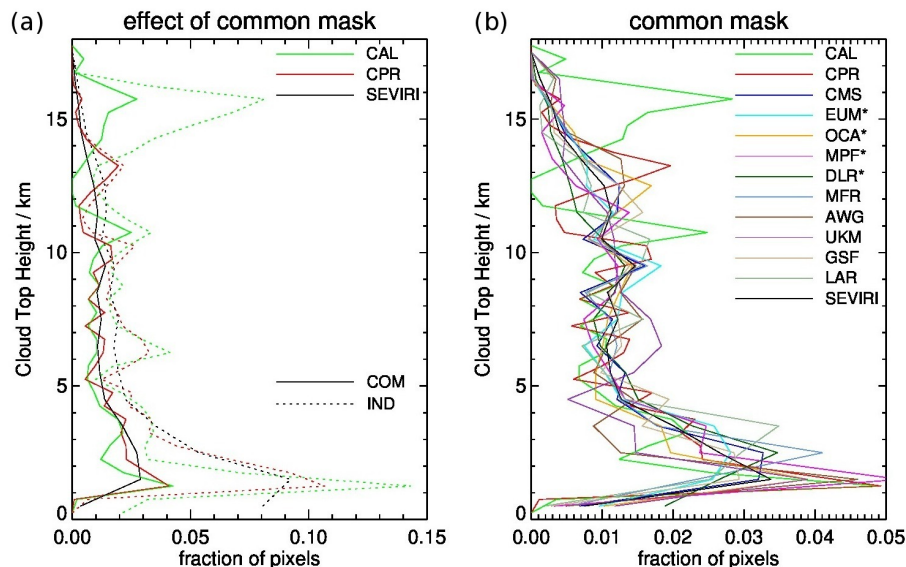 (a) effect of common mask
CAL
CPR
SEVIRI
COM
IND
Cloud Top Height / km
15
10
5
0
0.00 0.05 0.10 0.15
fraction of pixels
(b) common mask
CAL
CPR
CMS
EUM*
OCA*
MPF*
DLR*
MFR
AWG
UKM
GSF
LAR
SEVIRI
Cloud Top Height / km
15
10
5
0
0.00 0.01 0.02 0.03 0.04 0.05
fraction of pixels